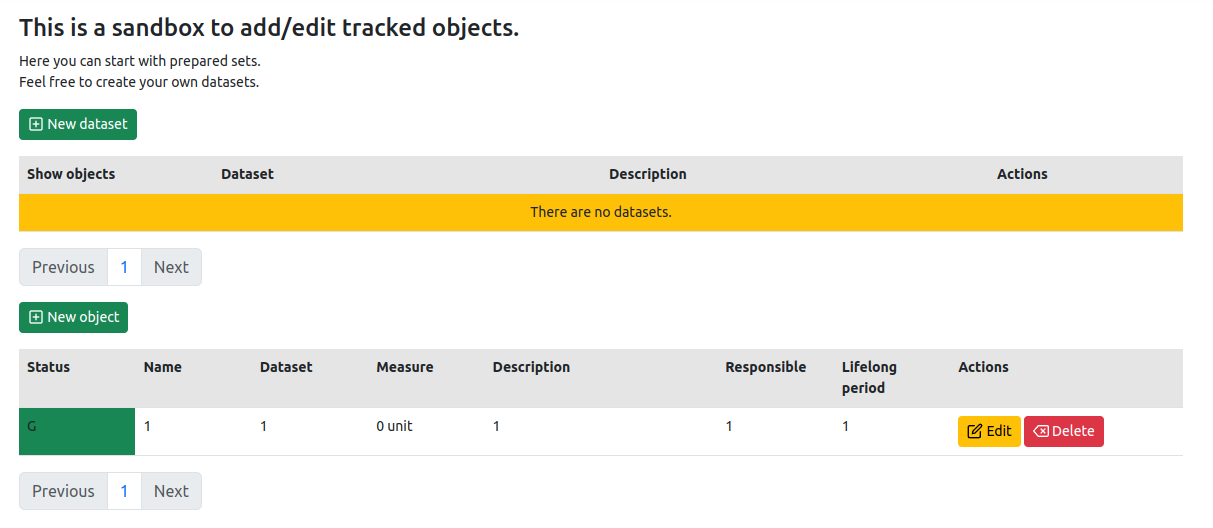 This is a sandbox to add/edit tracked objects.
Here you can start with prepared sets.
Feel free to create your own datasets.
New dataset
Show objects Dataset Description Actions
There are no datasets.
Previous 1 Next
New object
Status Name Dataset Measure Description Responsible Lifelong period Actions
G 1 1 0 unit 1 1 1 Edit Delete
Previous 1 Next